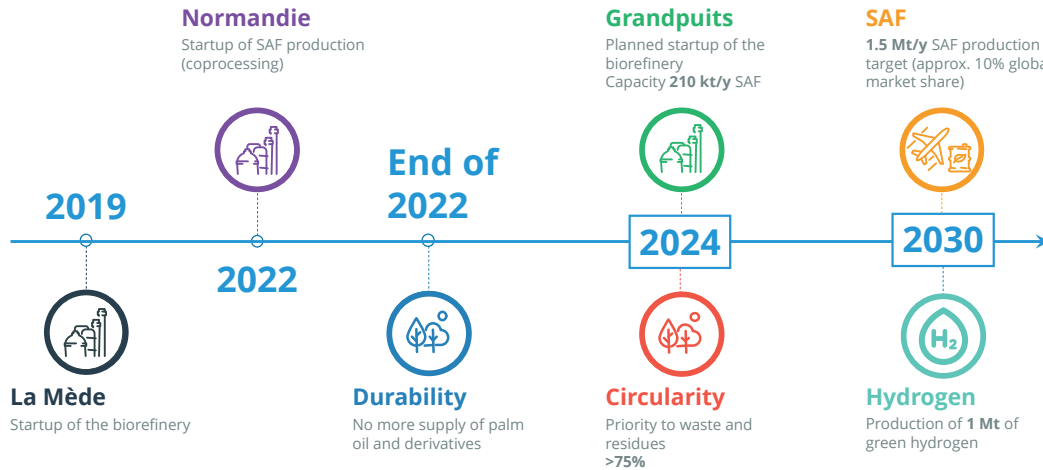 Normandie
Startup of SAF production
(coprocessing)
Grandpuits
Planned startup of the
biorefinery
Capacity 210 kt/y SAF
SAF
1.5 Mt/y SAF production
target (approx. 10%
market share)
2019
2022
End of
2022
2024
2030
La Mède
Startup of the biorefinery
Durability
No more supply of palm
oil and derivatives
Circularity
Priority to waste and
residues
>75%
H₂
Hydrogen
Production of 1 Mt of
green hydrogen